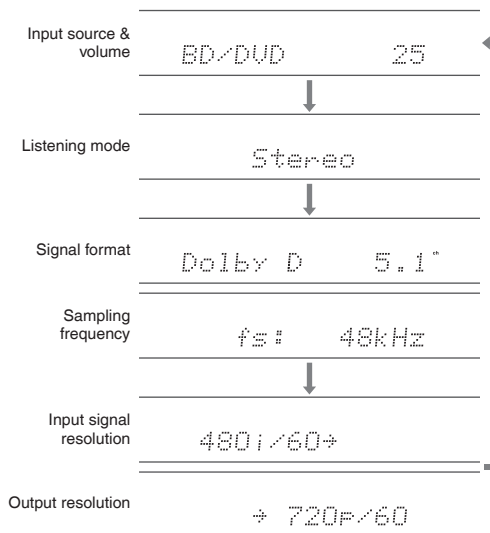 Input source &
volume
BD/DVD 25
Listening mode
Stereo
Signal format
Dolby D 5.1*
Sampling
frequency
fs: 48kHz
Input signal
resolution
480i/60→
Output resolution
→ 720p/60